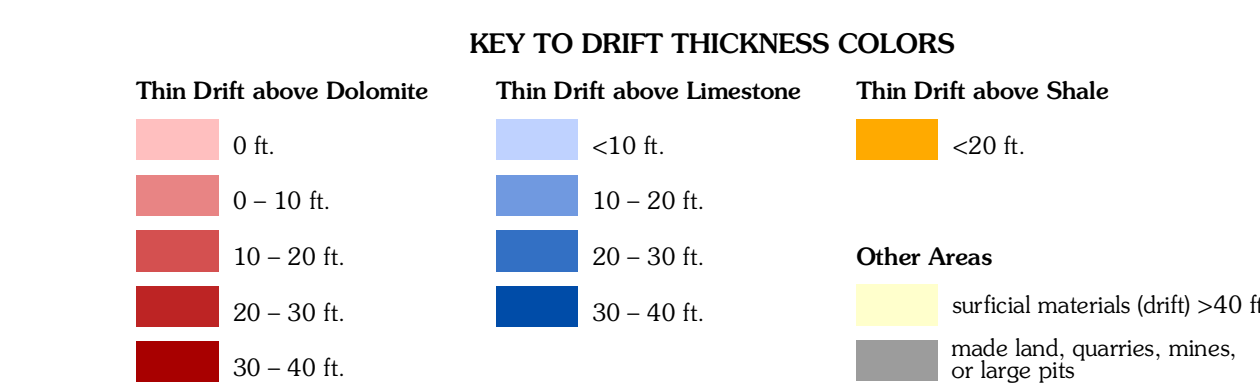 KEY TO DRIFT THICKNESS COLORS
Thin Drift above Dolomite
0 ft.
0 – 10 ft.
10 – 20 ft.
20 – 30 ft.
30 – 40 ft.
Thin Drift above Limestone
<10 ft.
10 – 20 ft.
20 – 30 ft.
30 – 40 ft.
Thin Drift above Shale
<20 ft.
Other Areas
surficial materials (drift) >40 ft
made land, quarries, mines,
or large pits